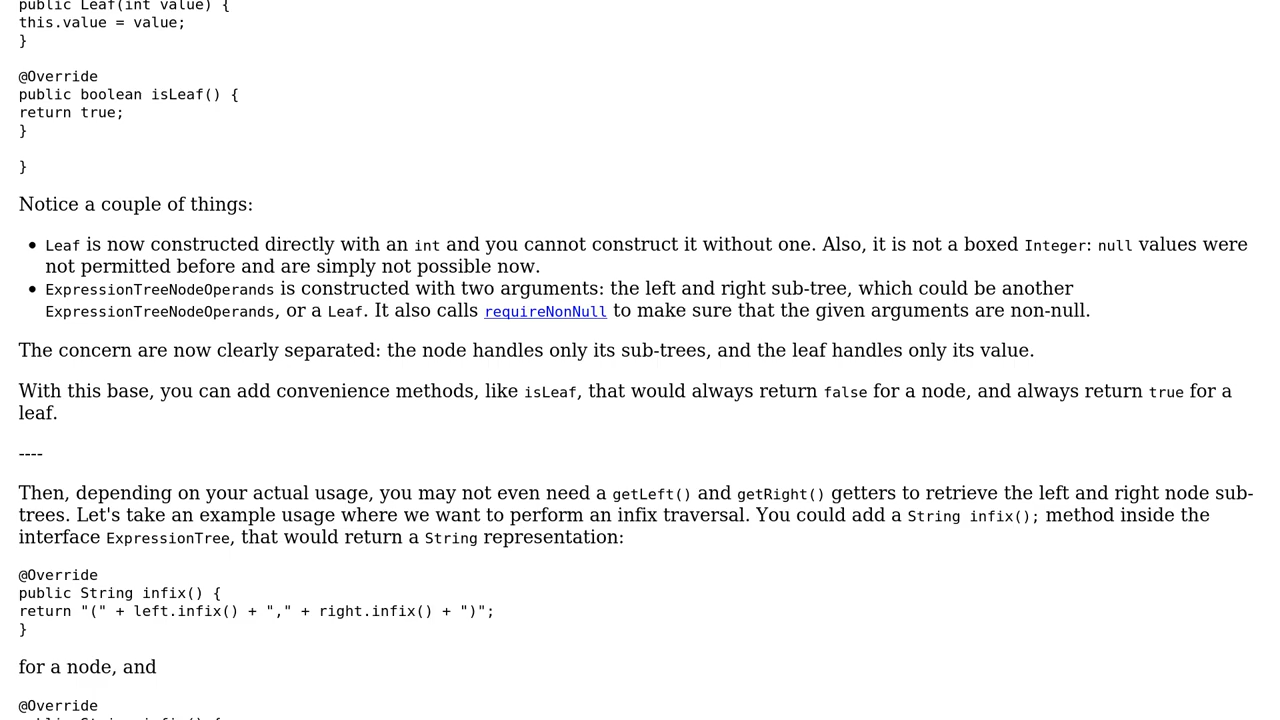 public Leaf(int value) {
this.value = value;
}
@Override
public boolean isLeaf() {
return true;
}
}
Notice a couple of things:
• Leaf is now constructed directly with an int and you cannot construct it without one. Also, it is not a boxed Integer: null values were
not permitted before and are simply not possible now.
• ExpressionTreeNodeOperands is constructed with two arguments: the left and right sub-tree, which could be another
ExpressionTreeNodeOperands, or a Leaf. It also calls requireNonNull to make sure that the given arguments are non-null.
The concern are now clearly separated: the node handles only its sub-trees, and the leaf handles only its value.
With this base, you can add convenience methods, like isLeaf, that would always return false for a node, and always return true for a
leaf.
----
Then, depending on your actual usage, you may not even need a getLeft() and getRight() getters to retrieve the left and right node sub-
trees. Let's take an example usage where we want to perform an infix traversal. You could add a String infix(); method inside the
interface ExpressionTree, that would return a String representation:
@Override
public String infix() {
return "(" + left.infix() + "," + right.infix() + ")";
}
for a node, and
@Override
public String infix() {